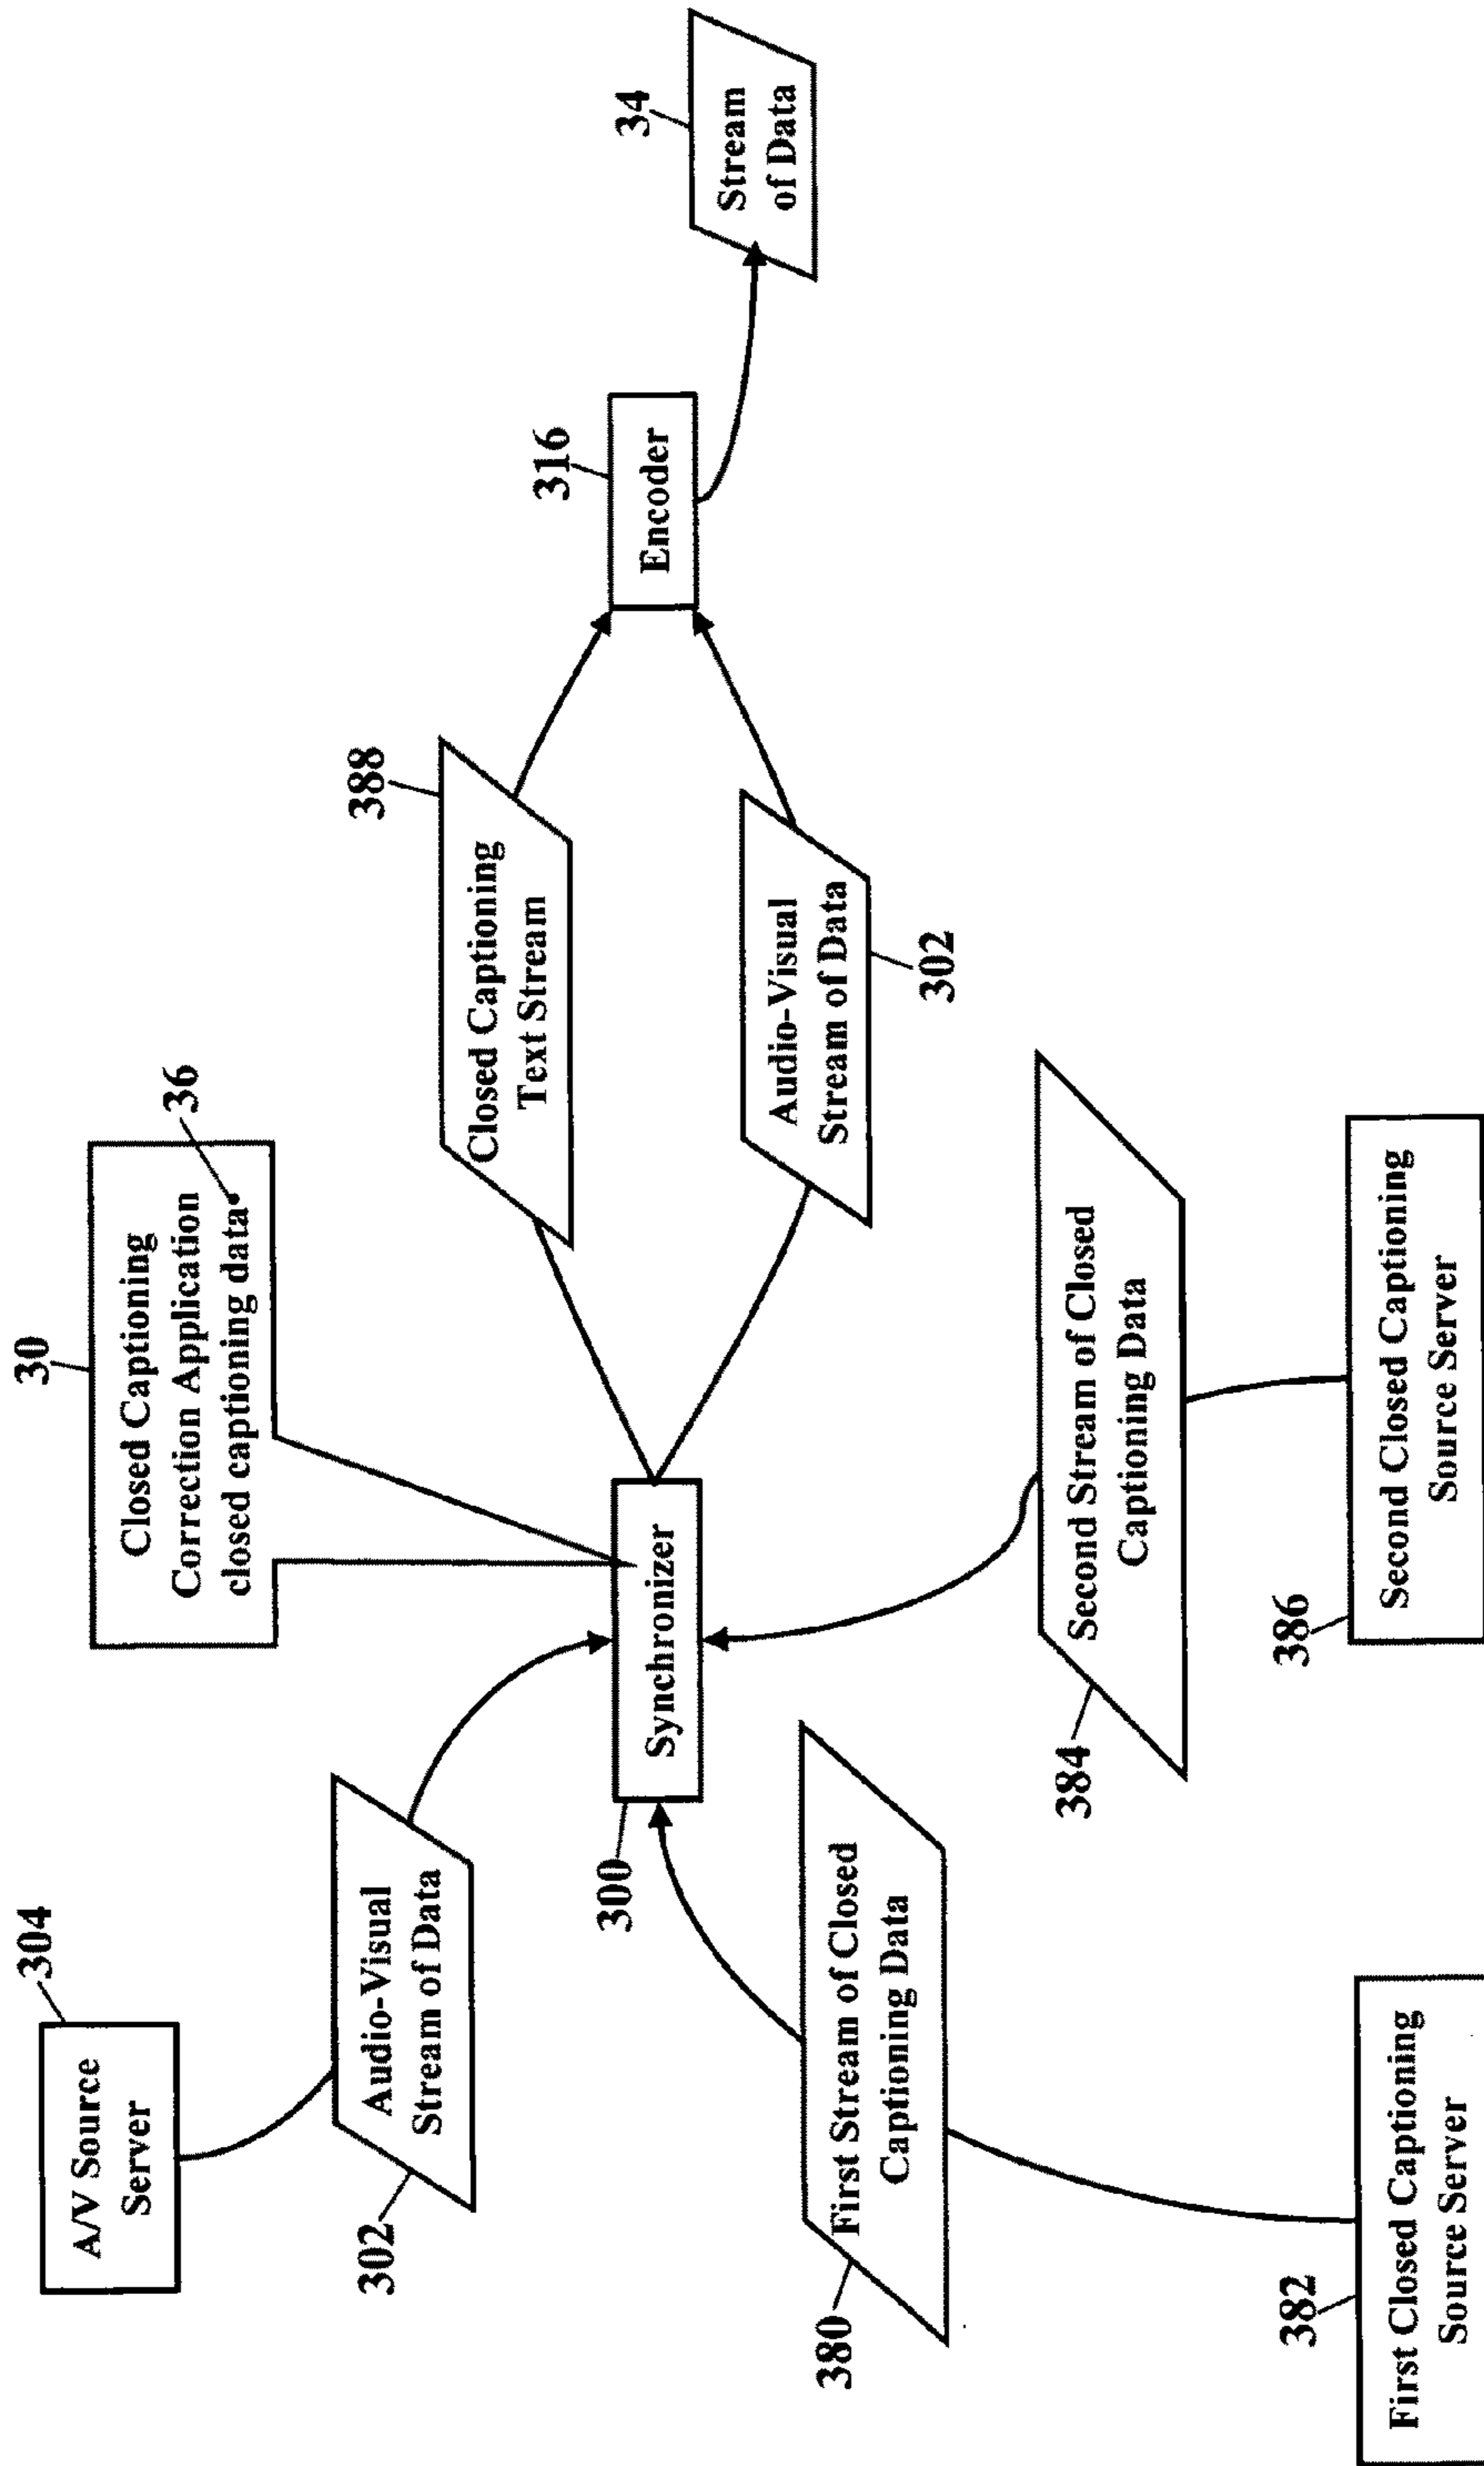 304
A/V Source
Server
302
Audio-Visual
Stream of Data
30
Closed Captioning
Correction Application
closed captioning data
36
300
Synchronizer
388
Closed Captioning
Text Stream
Audio-Visual
Stream of Data
302
316
Encoder
34
Stream
of Data
380
First Stream of Closed
Captioning Data
384
Second Stream of Closed
Captioning Data
382
First Closed Captioning
Source Server
386
Second Closed Captioning
Source Server